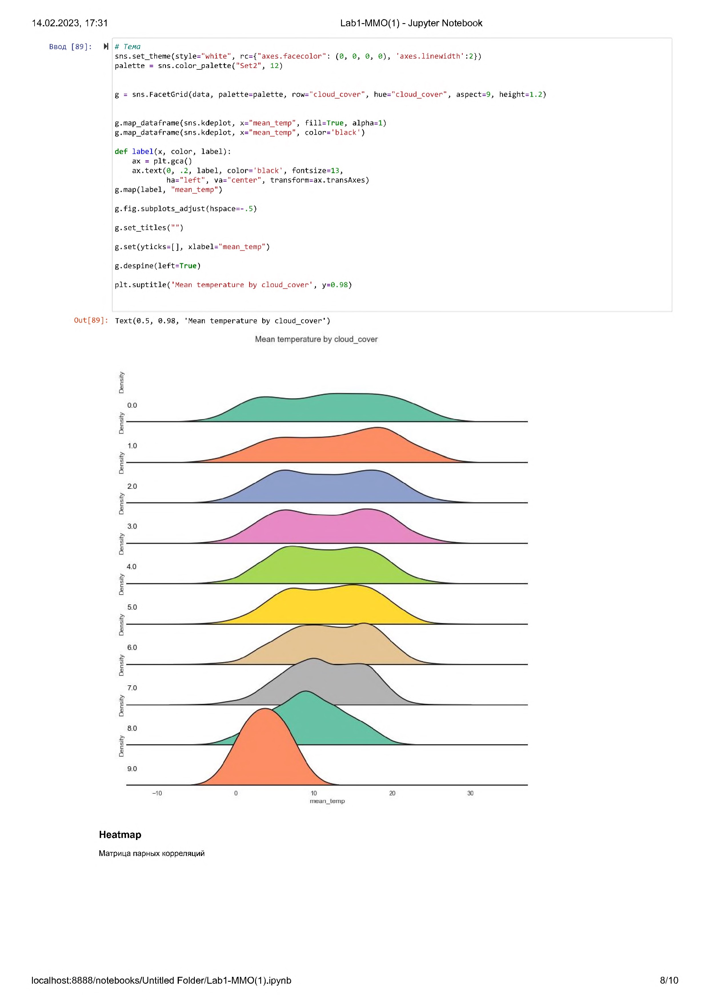 14.02.2023, 17:31
Lab1-MMO(1) - Jupyter Notebook
Ввод [89]:
# Тема
sns.set_theme(style="white", rc={"axes.facecolor": (0, 0, 0, 0), 'axes.linewidth':2})
palette = sns.color_palette("Set2", 12)
g = sns.FacetGrid(data, palette=palette, row="cloud_cover", hue="cloud_cover", aspect=9, height=1.2)
g.map_dataframe(sns.kdeplot, x="mean_temp", fill=True, alpha=1)
g.map_dataframe(sns.kdeplot, x="mean_temp", color='black')
def label(x, color, label):
    ax = plt.gca()
    ax.text(0, .2, label, color='black', fontsize=13,
            ha="left", va="center", transform=ax.transAxes)
g.map(label, "mean_temp")
g.fig.subplots_adjust(hspace=-.5)
g.set_titles("")
g.set(yticks=[], xlabel="mean_temp")
g.despine(left=True)
plt.suptitle('Mean temperature by cloud_cover', y=0.98)
Out[89]: Text(0.5, 0.98, 'Mean temperature by cloud_cover')
Mean temperature by cloud_cover
Density
0.0
Density
1.0
Density
2.0
Density
3.0
Density
4.0
Density
5.0
Density
6.0
Density
7.0
Density
8.0
Density
9.0
−10 0 10 20 30
mean_temp
Heatmap
Матрица парных корреляций
localhost:8888/notebooks/Untitled Folder/Lab1-MMO(1).ipynb
8/10